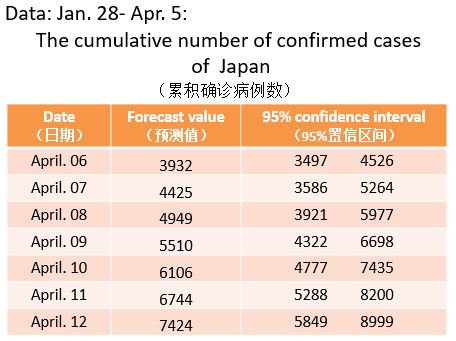 Data: Jan. 28- Apr. 5:
The cumulative number of confirmed cases
of Japan
（累积确诊病例数）
Date Forecast value 95% confidence interval
（日期） （预测值） （95%置信区间）
April. 06 3932 3497 4526
April. 07 4425 3586 5264
April. 08 4949 3921 5977
April. 09 5510 4322 6698
April. 10 6106 4777 7435
April. 11 6744 5288 8200
April. 12 7424 5849 8999